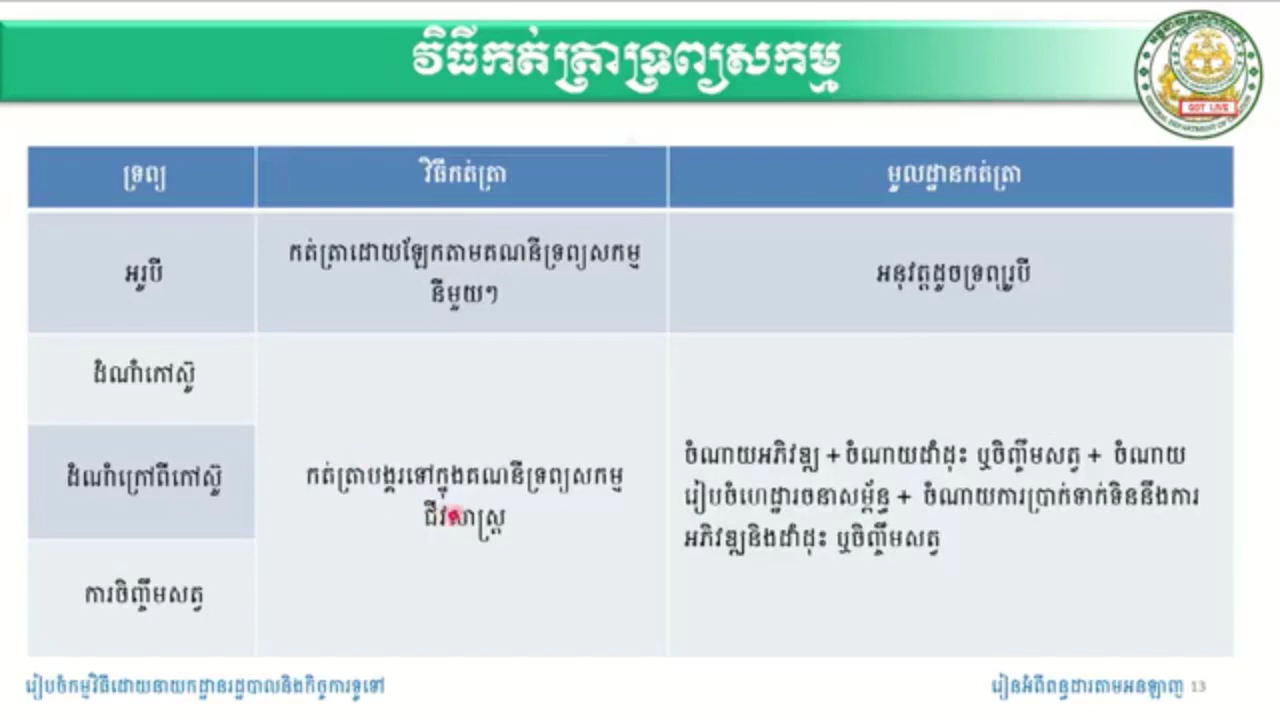 វិធីកត់ត្រាទ្រព្យសកម្ម
GDT LIVE
ទ្រព្យ
វិធីកត់ត្រា
មូលដ្ឋានកត់ត្រា
អរូបី
កត់ត្រាដោយឡែកតាមគណនីទ្រព្យសកម្ម
នីមួយៗ
អនុវត្តដូចទ្រព្យរូបី
ដំណាំកៅស៊ូ
ដំណាំក្រៅពីកៅស៊ូ
ការចិញ្ចឹមសត្វ
កត់ត្រាបង្គរទៅក្នុងគណនីទ្រព្យសកម្ម
ជីវសាស្ត្រ
ចំណាយអភិវឌ្ឍ + ចំណាយដាំដុះ ឬចិញ្ចឹមសត្វ + ចំណាយ
រៀបចំហេដ្ឋារចនាសម្ព័ន្ធ + ចំណាយការប្រាក់ទាក់ទិននឹងការ
អភិវឌ្ឍនិងដាំដុះ ឬចិញ្ចឹមសត្វ
រៀបចំកម្មវិធីដោយនាយកដ្ឋានរដ្ឋបាលនិងកិច្ចការទូទៅ
រៀនអំពីពន្ធដារតាមអនឡាញ 13